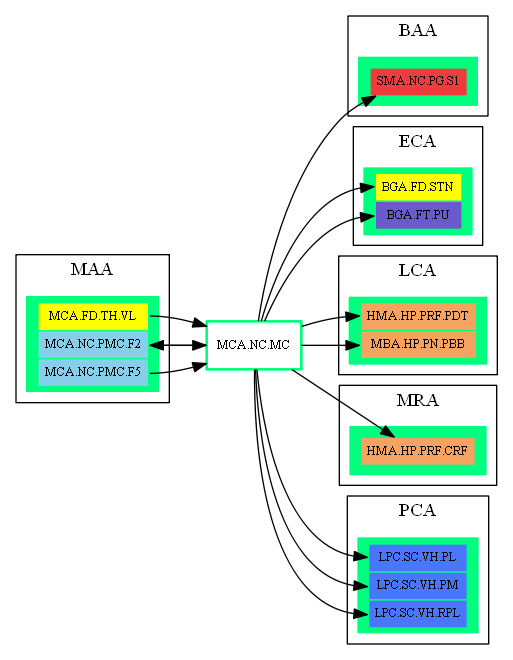 BAA
SMA.NC.PG.S1
ECA
BGA.FD.STN
BGA.FT.PU
MAA
MCA.FD.TH.VL
MCA.NC.PMC.F2
MCA.NC.PMC.F5
MCA.NC.MC
LCA
HMA.HP.PRF.PDT
MBA.HP.PN.PBB
MRA
HMA.HP.PRF.CRF
PCA
LPC.SC.VH.PL
LPC.SC.VH.PM
LPC.SC.VH.RPL